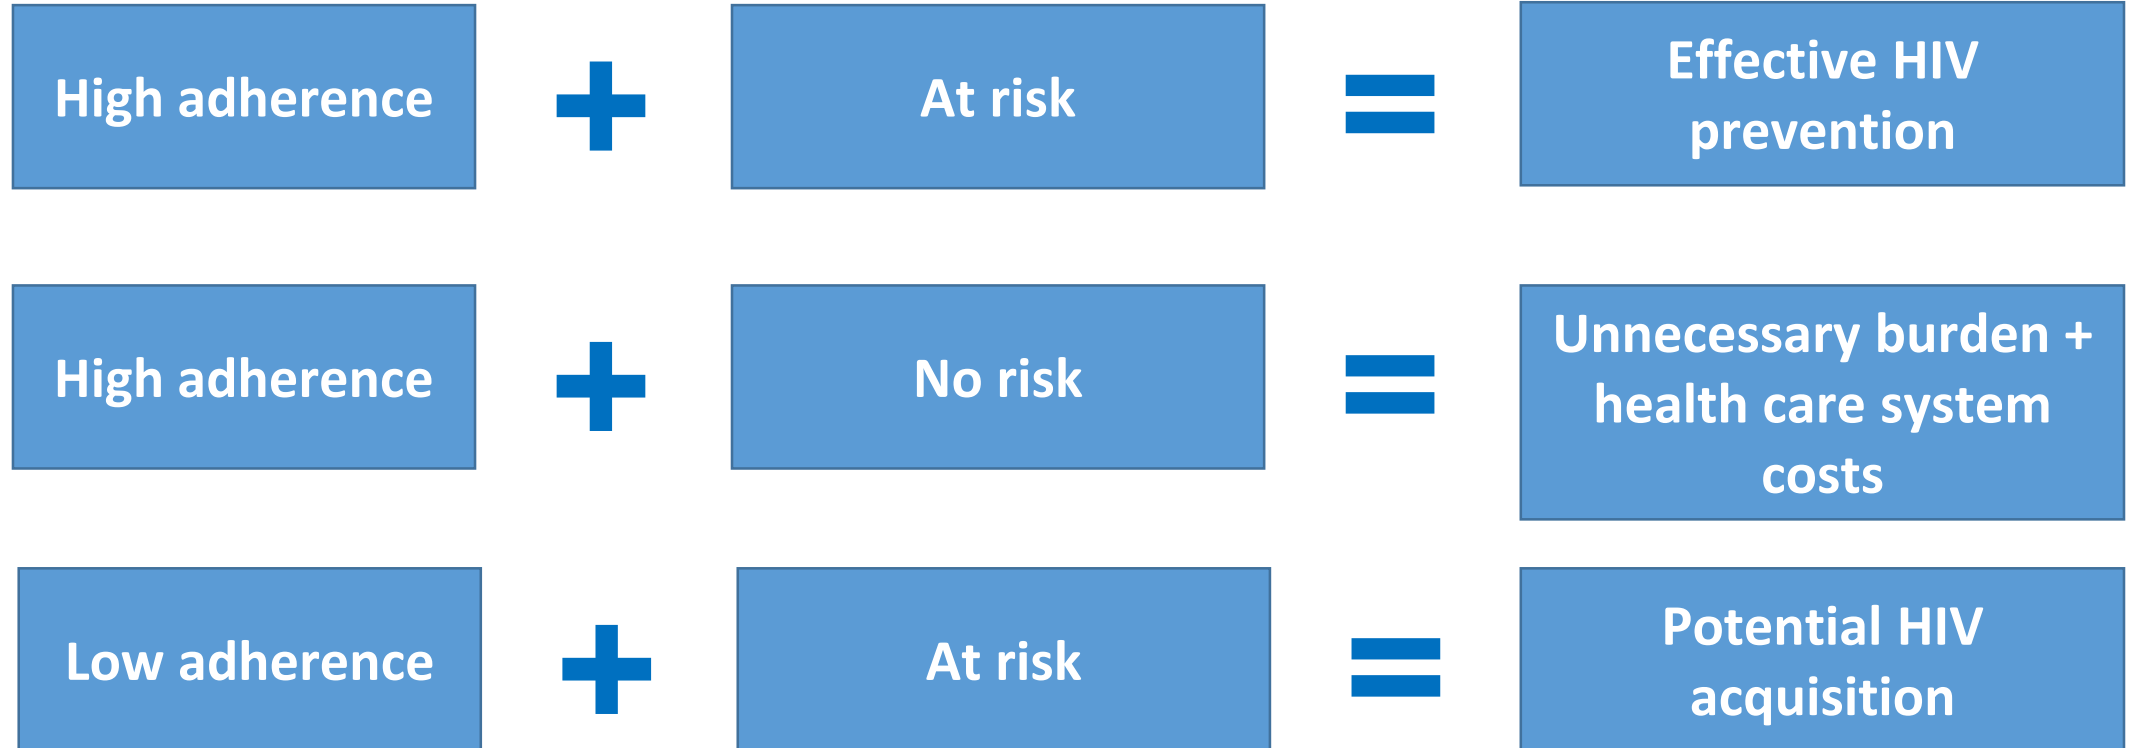 High adherence + At risk = Effective HIV
prevention
High adherence + No risk = Unnecessary burden +
health care system
costs
Low adherence + At risk = Potential HIV
acquisition